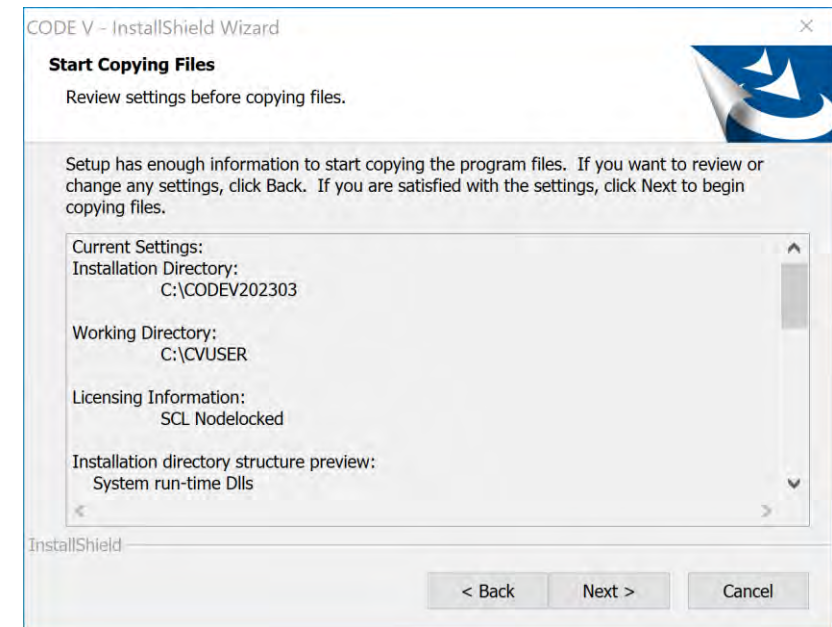 CODE V - InstallShield Wizard
Start Copying Files
Review settings before copying files.
Setup has enough information to start copying the program files.  If you want to review or
change any settings, click Back.  If you are satisfied with the settings, click Next to begin
copying files.
Current Settings:
Installation Directory:
C:\CODEV202303
Working Directory:
C:\CVUSER
Licensing Information:
SCL Nodelocked
Installation directory structure preview:
System run-time Dlls
InstallShield
< Back
Next >
Cancel